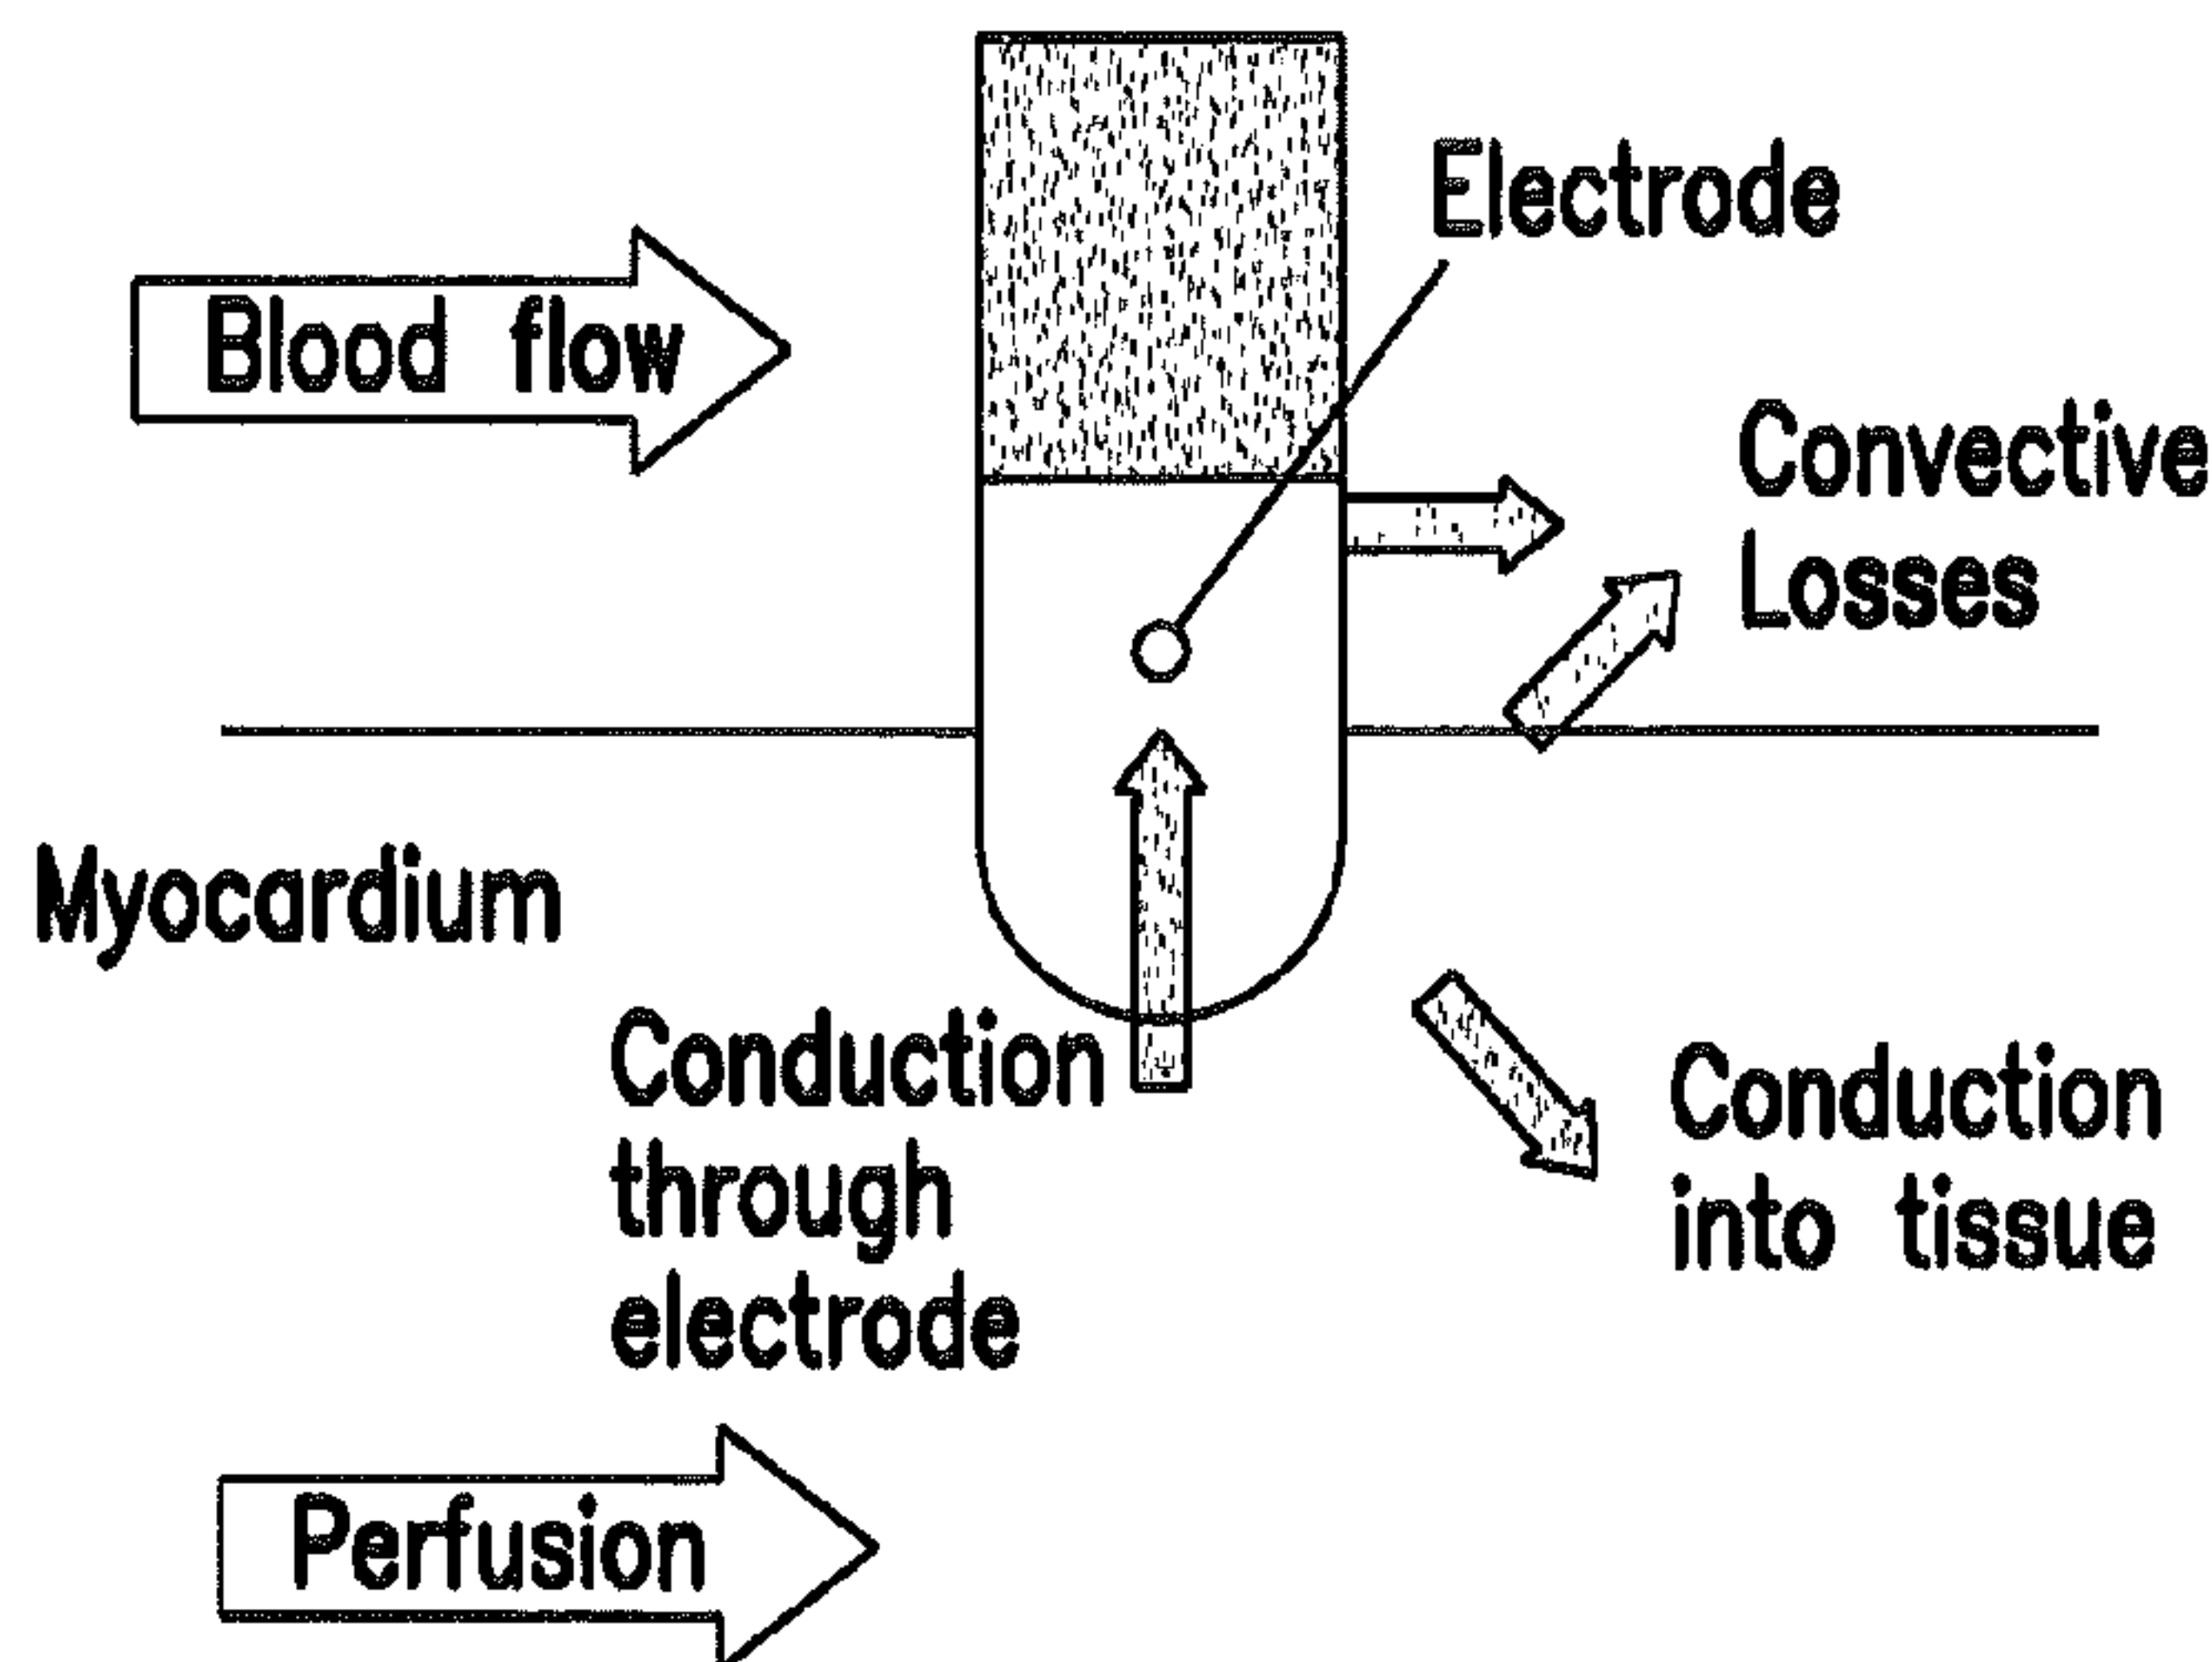 Electrode
Blood flow
Convective
Losses
Myocardium
Conduction
through
electrode
Conduction
into tissue
Perfusion